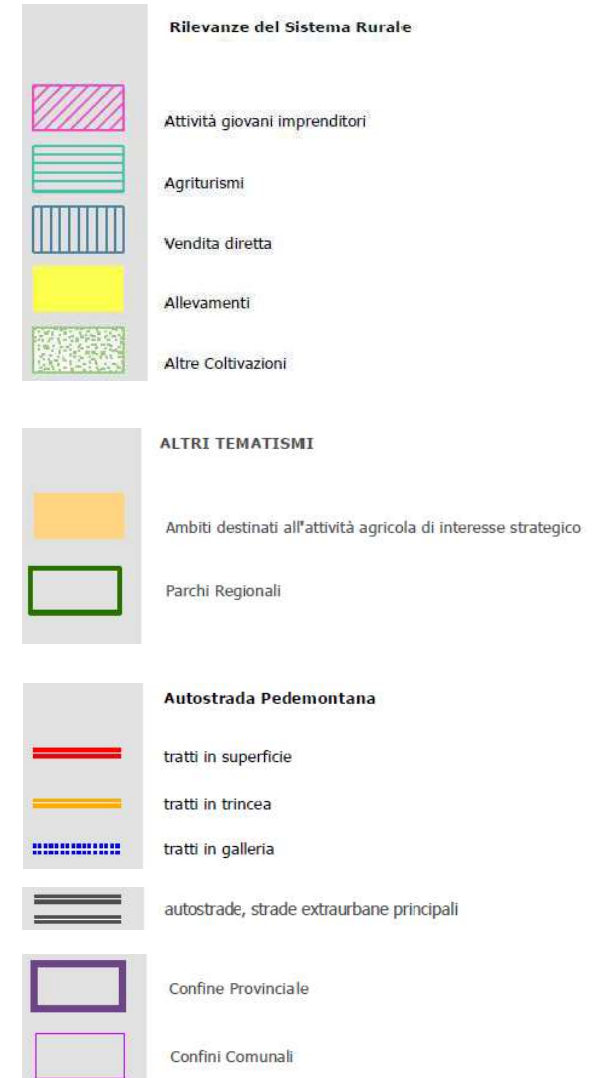 Rilevanze del Sistema Rurale
Attività giovani imprenditori
Agriturismi
Vendita diretta
Allevamenti
Altre Coltivazioni
ALTRI TEMATISMI
Ambiti destinati all'attività agricola di interesse strategico
Parchi Regionali
Autostrada Pedemontana
tratti in superficie
tratti in trincea
tratti in galleria
autostrade, strade extraurbane principali
Confine Provinciale
Confini Comunali